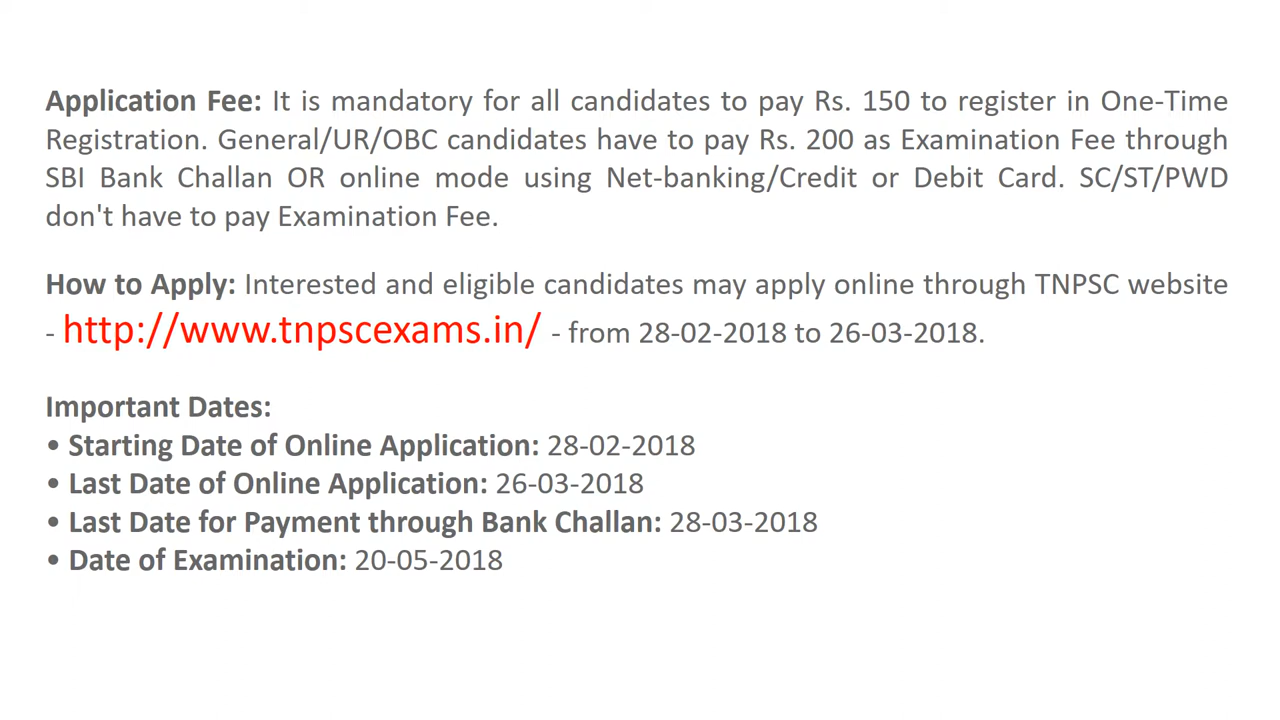 Application Fee: It is mandatory for all candidates to pay Rs. 150 to register in One-Time
Registration. General/UR/OBC candidates have to pay Rs. 200 as Examination Fee through
SBI Bank Challan OR online mode using Net-banking/Credit or Debit Card. SC/ST/PWD
don't have to pay Examination Fee.
How to Apply: Interested and eligible candidates may apply online through TNPSC website
- http://www.tnpscexams.in/ - from 28-02-2018 to 26-03-2018.
Important Dates:
• Starting Date of Online Application: 28-02-2018
• Last Date of Online Application: 26-03-2018
• Last Date for Payment through Bank Challan: 28-03-2018
• Date of Examination: 20-05-2018